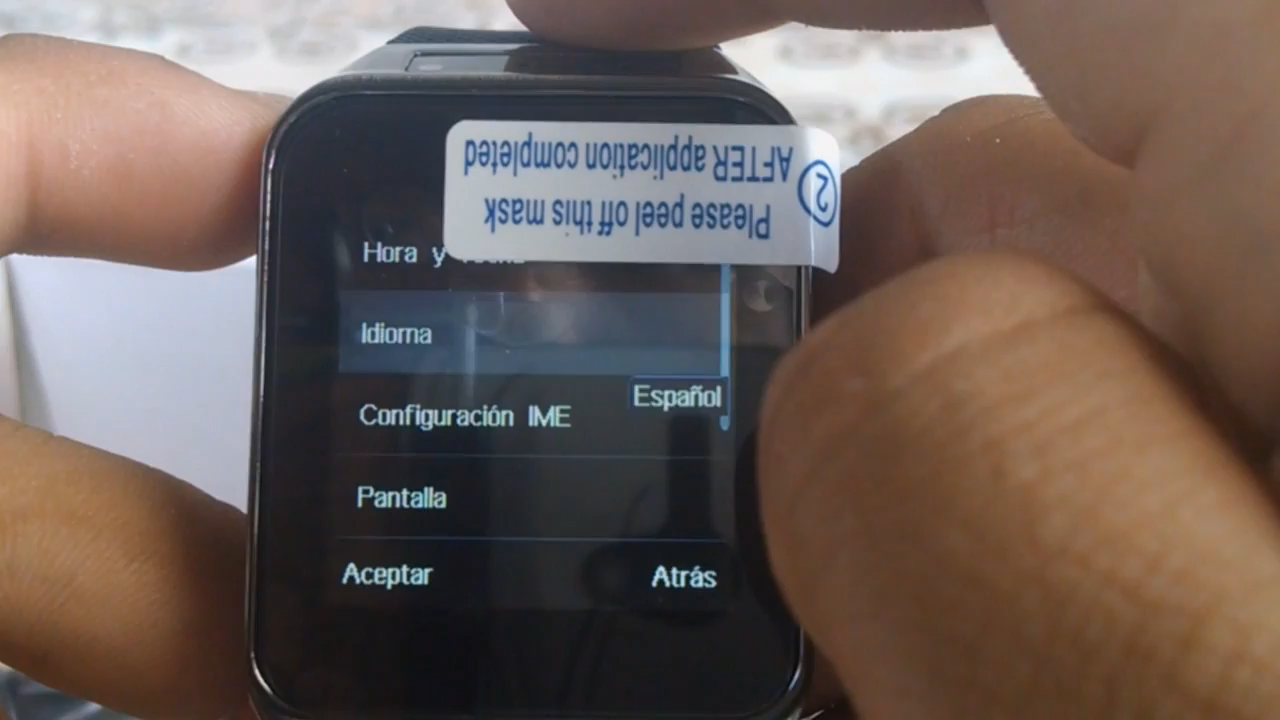 Please peel off this mask
② AFTER application completed
Hora y
Idioma
Español
Configuración IME
Pantalla
Aceptar
Atrás